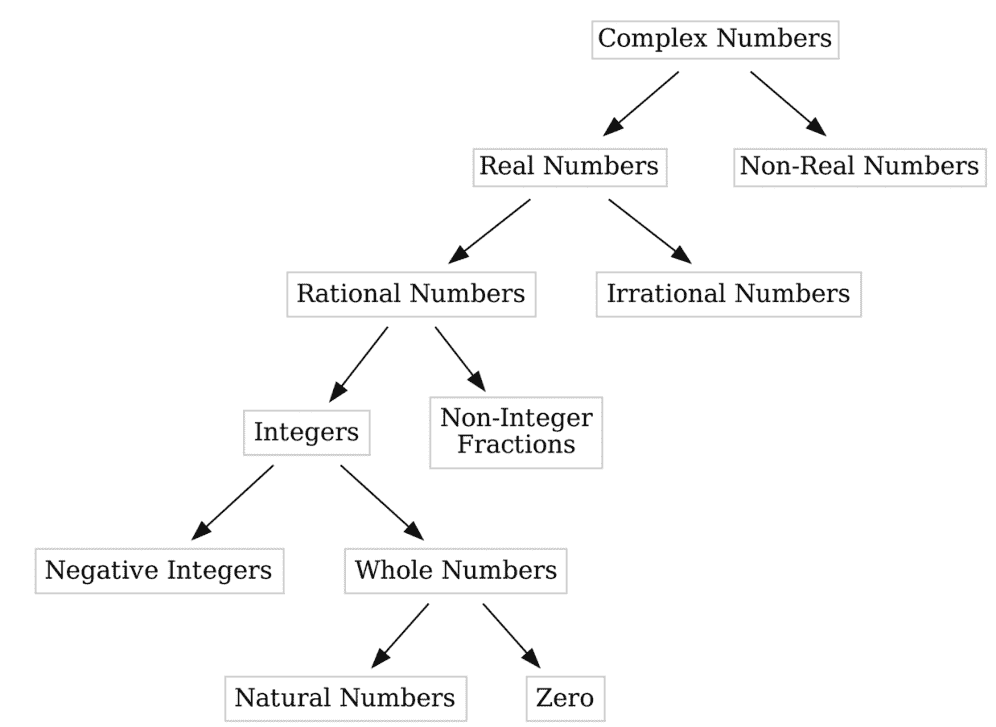 Complex Numbers
Real Numbers
Non-Real Numbers
Rational Numbers
Irrational Numbers
Integers
Non-Integer
Fractions
Negative Integers
Whole Numbers
Natural Numbers
Zero